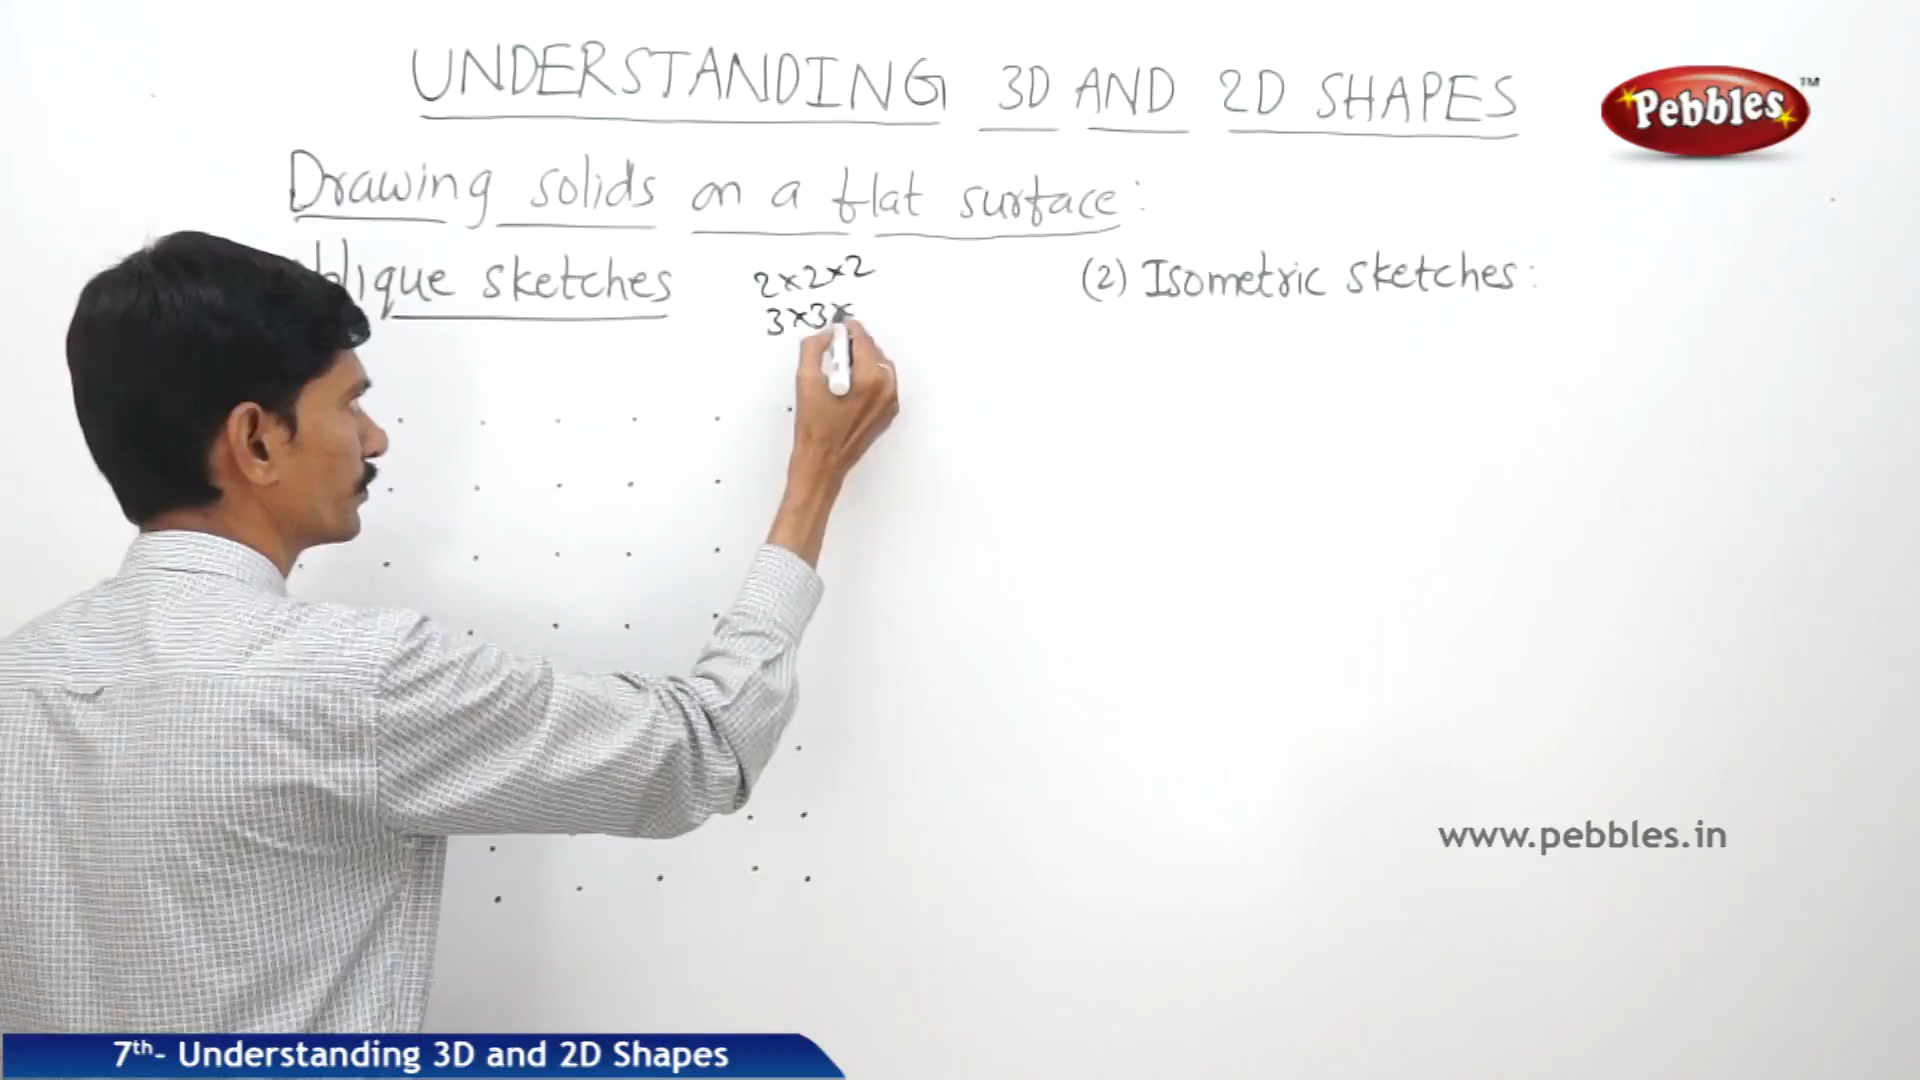 UNDERSTANDING 3D AND 2D SHAPES
Pebbles™
Drawing solids on a flat surface:
sketches
2×2×2
3×3×
(2) Isometric sketches:
www.pebbles.in
7th- Understanding 3D and 2D Shapes